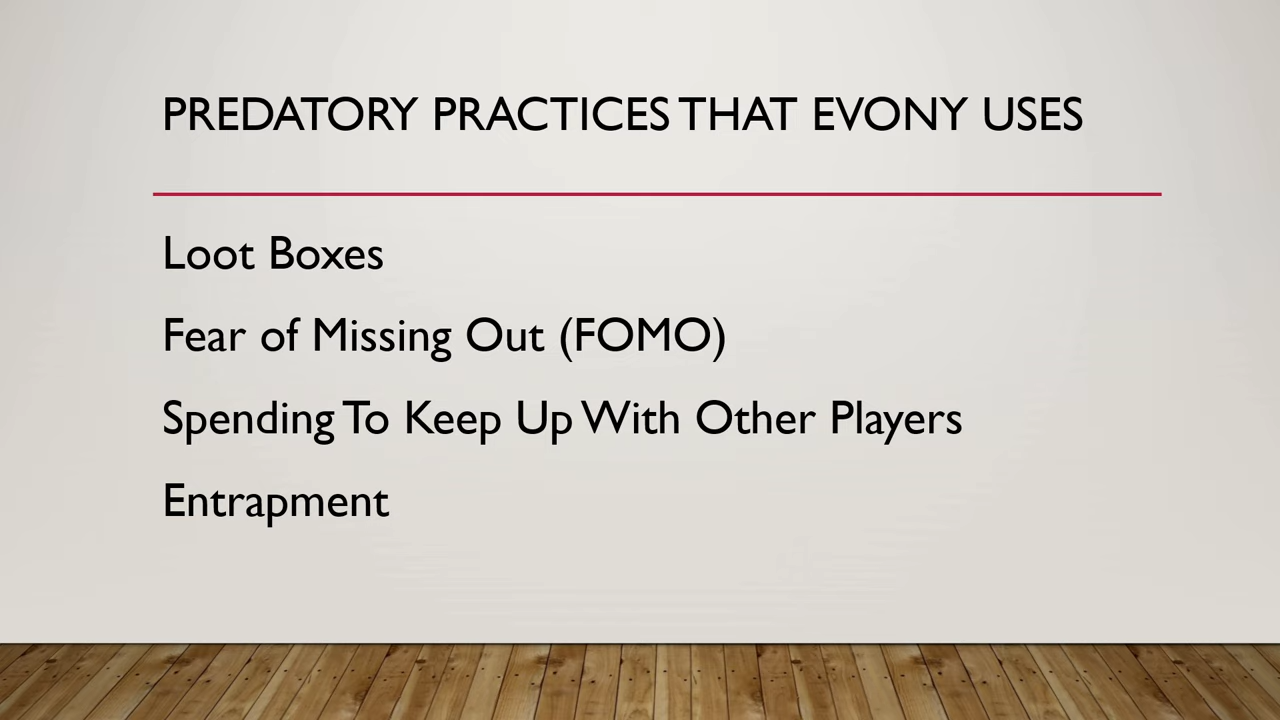 PREDATORY PRACTICES THAT EVONY USES
Loot Boxes
Fear of Missing Out (FOMO)
Spending To Keep Up With Other Players
Entrapment